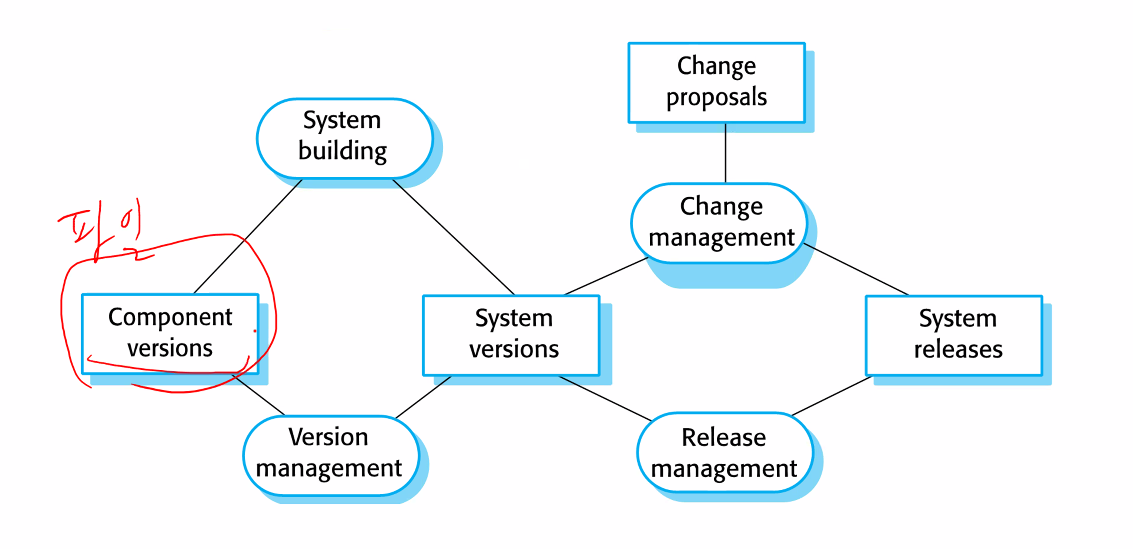 Change
proposals
System
building
Change
management
파일
Component
versions
System
versions
System
releases
Version
management
Release
management